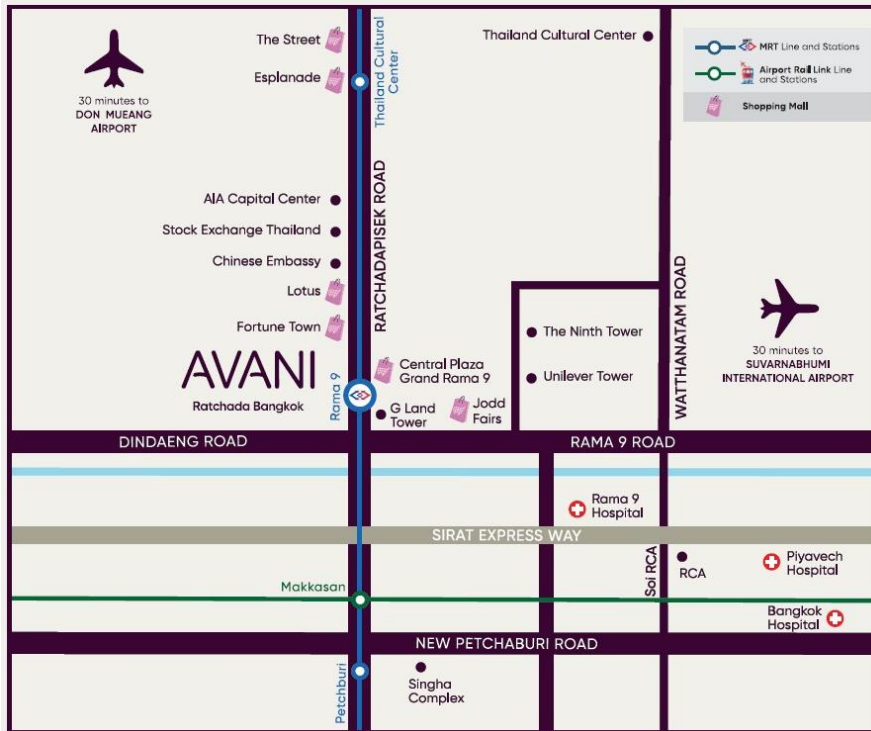 The Street
Esplanade
Thailand Cultural
Center
Thailand Cultural Center
MRT Line and Stations
Airport Rail Link Line
and Stations
Shopping Mall
30 minutes to
DON MUEANG
AIRPORT
AIA Capital Center
Stock Exchange Thailand
Chinese Embassy
Lotus
Fortune Town
RATCHADAPISEK ROAD
WATTHANATAM ROAD
The Ninth Tower
Unilever Tower
30 minutes to
SUVARNABHUMI
INTERNATIONAL AIRPORT
AVANI
Ratchada Bangkok
Rama 9
Central Plaza
Grand Rama 9
G Land
Tower
Jodd
Fairs
DINDAENG ROAD
RAMA 9 ROAD
Rama 9
Hospital
SIRAT EXPRESS WAY
Soi RCA
RCA
Piyavech
Hospital
Makkasan
Bangkok
Hospital
NEW PETCHABURI ROAD
Petchburi
Singha
Complex